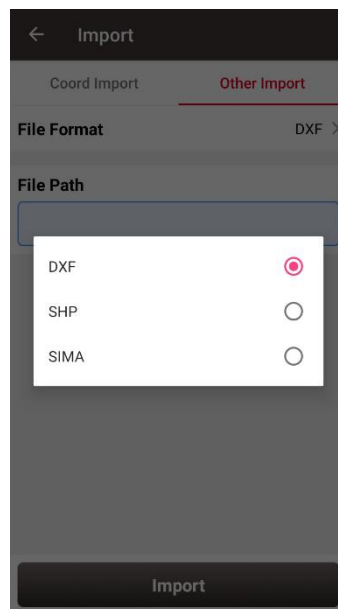 Import
Coord Import
Other Import
File Format
DXF
File Path
DXF
SHP
SIMA
Import